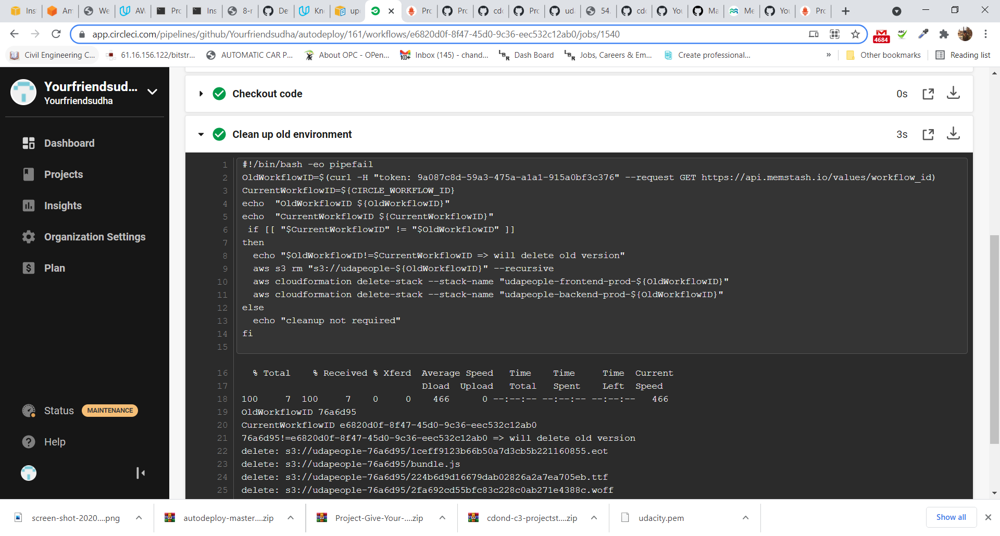 Ins
Am
We
AW
Pro
Ins
8-r
De
Kn
up
Pro
Pro
cdo
Pro
ud
54.
cdo
You
Ma
Me
You
Pro
app.circleci.com/pipelines/github/Yourfriendsudha/autodeploy/161/workflows/e6820d0f-8f47-45d0-9c36-eec532c12ab0/jobs/1540
4684
ABC
Civil Engineering C...
61.16.156.122/bitstr...
AUTOMATIC CAR P...
About OPC - OPen...
100+
Inbox (145) - chand...
Dash Board
Jobs, Careers & Em...
Create professional...
»
Other bookmarks
Reading list
Yourfriendsud...
Yourfriendsudha
Dashboard
Projects
Insights
Organization Settings
Plan
Status MAINTENANCE
Help
Checkout code 0s
Clean up old environment 3s
1 #!/bin/bash -eo pipefail
2 OldWorkflowID=$(curl -H "token: 9a087c8d-59a3-475a-a1a1-915a0bf3c376" --request GET https://api.memstash.io/values/workflow_id)
3 CurrentWorkflowID=${CIRCLE_WORKFLOW_ID}
4 echo  "OldWorkflowID ${OldWorkflowID}"
5 echo  "CurrentWorkflowID ${CurrentWorkflowID}"
6  if [[ "$CurrentWorkflowID" != "$OldWorkflowID" ]]
7 then
8   echo "$OldWorkflowID!=$CurrentWorkflowID => will delete old version"
9   aws s3 rm "s3://udapeople-${OldWorkflowID}" --recursive
10   aws cloudformation delete-stack --stack-name "udapeople-frontend-prod-${OldWorkflowID}"
11   aws cloudformation delete-stack --stack-name "udapeople-backend-prod-${OldWorkflowID}"
12 else
13   echo "cleanup not required"
14 fi
15
16   % Total    % Received % Xferd  Average Speed   Time    Time     Time  Current
17                                  Dload  Upload   Total   Spent    Left  Speed
18 100     7  100     7    0     0    466      0 --:--:-- --:--:-- --:--:--   466
19 OldWorkflowID 76a6d95
20 CurrentWorkflowID e6820d0f-8f47-45d0-9c36-eec532c12ab0
21 76a6d95!=e6820d0f-8f47-45d0-9c36-eec532c12ab0 => will delete old version
22 delete: s3://udapeople-76a6d95/1ceff9123b66b50a7d3cb5b221160855.eot
23 delete: s3://udapeople-76a6d95/bundle.js
24 delete: s3://udapeople-76a6d95/224b6d9d16679dab02826a2a7ea705eb.ttf
25 delete: s3://udapeople-76a6d95/2fa692cd55bfc83c228c0ab271e4388c.woff
screen-shot-2020....png
autodeploy-master....zip
Project-Give-Your-....zip
cdond-c3-projectst....zip
udacity.pem
Show all